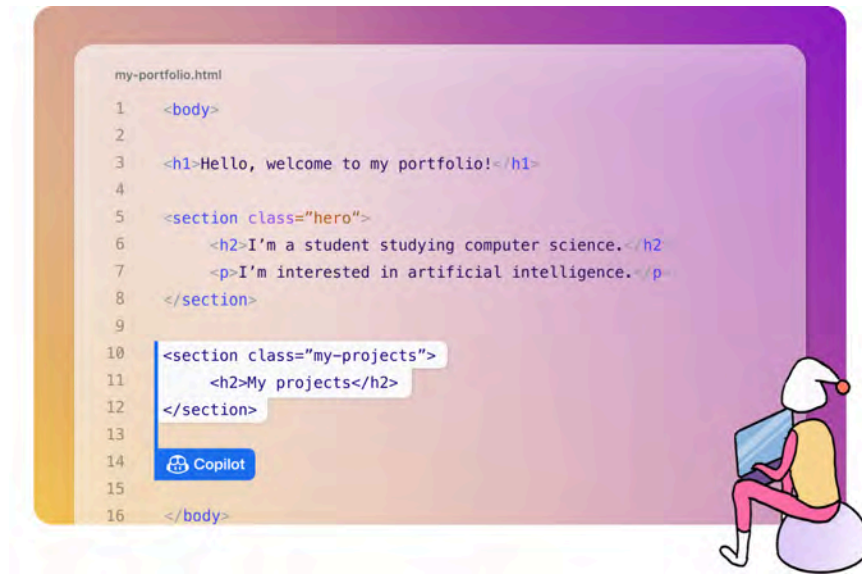 my-portfolio.html
1 <body>
2
3 <h1>Hello, welcome to my portfolio!</h1>
4
5 <section class="hero">
6 <h2>I’m a student studying computer science.</h2
7 <p>I’m interested in artificial intelligence.</p>
8 </section>
9
10 <section class=”my-projects”>
11 <h2>My projects</h2>
12 </section>
13
14 Copilot
15
16 </body>